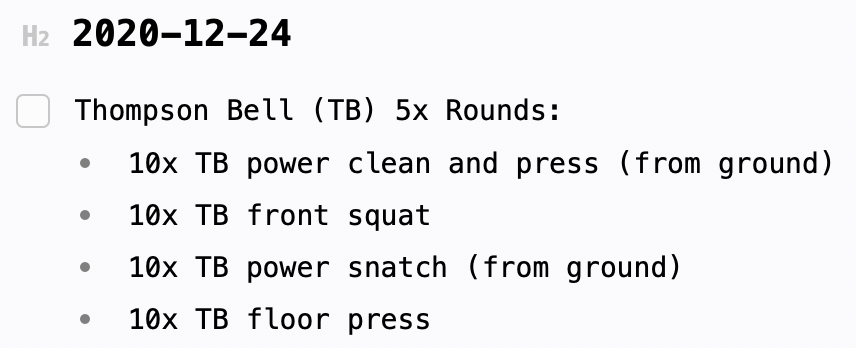 H2 2020-12-24
Thompson Bell (TB) 5x Rounds:
10x TB power clean and press (from ground)
10x TB front squat
10x TB power snatch (from ground)
10x TB floor press